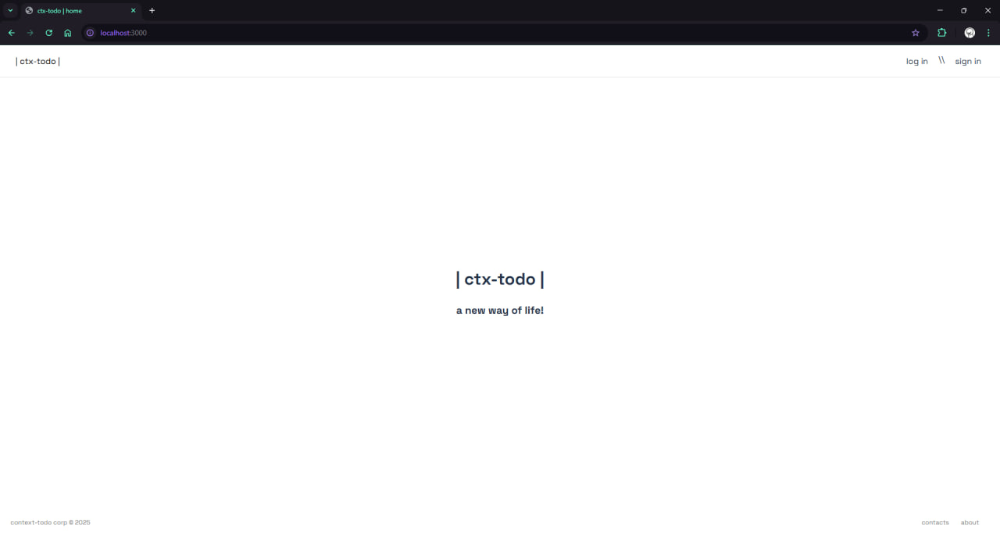 ctx-todo | home
localhost:3000
| ctx-todo |
log in \\ sign in
| ctx-todo |
a new way of life!
context-todo corp © 2025
contacts about